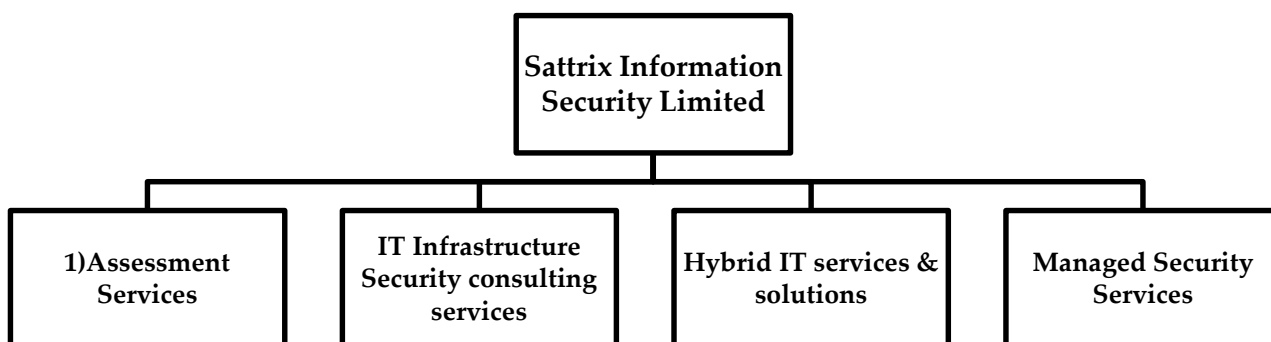 Sattrix Information
Security Limited
1)Assessment
Services
IT Infrastructure
Security consulting
services
Hybrid IT services &
solutions
Managed Security
Services